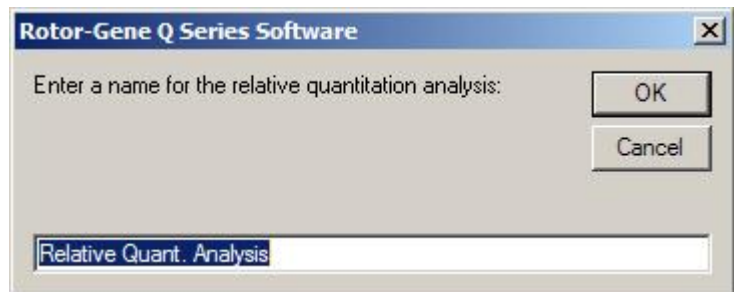 Rotor-Gene Q Series Software
Enter a name for the relative quantitation analysis:
OK
Cancel
Relative Quant. Analysis